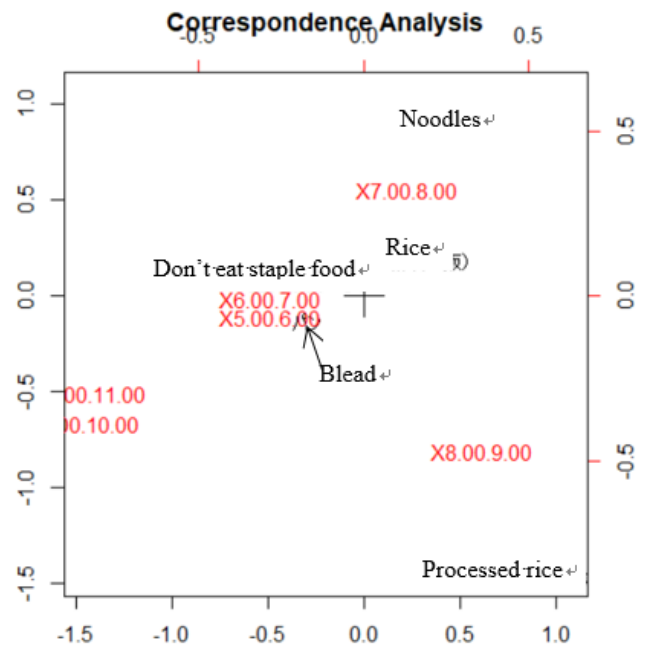 Correspondence Analysis
-0.5 0.0 0.5
1.0
Noodles
0.5
0.5
X7.00.8.00
Rice
Don't eat staple food
0.0
X6.00.7.00
0.0
X5.00.6.00
Blead
-0.5
00.11.00
0.10.00
X8.00.9.00
-0.5
-1.0
Processed rice
-1.5
-1.5 -1.0 -0.5 0.0 0.5 1.0